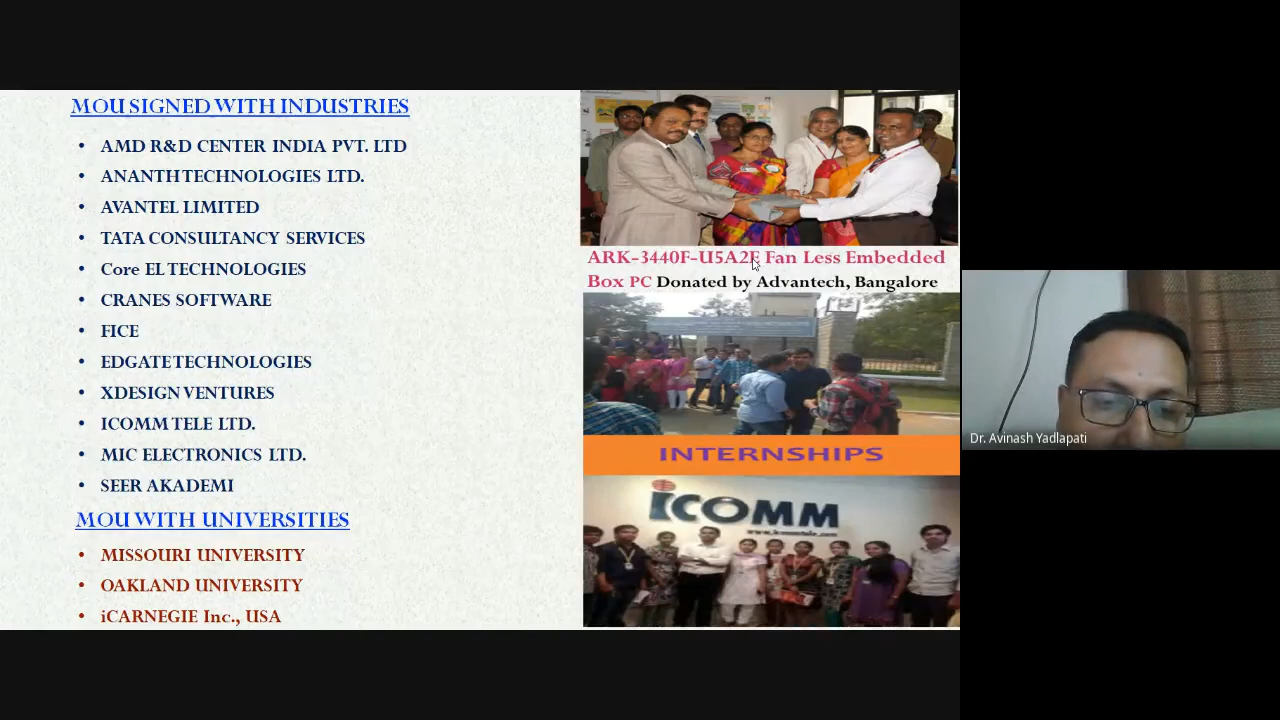 MOU SIGNED WITH INDUSTRIES
• AMD R&D CENTER INDIA PVT. LTD
• ANANTH TECHNOLOGIES LTD.
• AVANTEL LIMITED
• TATA CONSULTANCY SERVICES
• Core EL TECHNOLOGIES
• CRANES SOFTWARE
• FICE
• EDGATE TECHNOLOGIES
• XDESIGN VENTURES
• ICOMM TELE LTD.
• MIC ELECTRONICS LTD.
• SEER AKADEMI
MOU WITH UNIVERSITIES
• MISSOURI UNIVERSITY
• OAKLAND UNIVERSITY
• iCARNEGIE Inc., USA
ARK-3440F-U5A2E Fan Less Embedded
Box PC Donated by Advantech, Bangalore
INTERNSHIPS
iCOMM
www.icommtele.com
Dr. Avinash Yadlapati